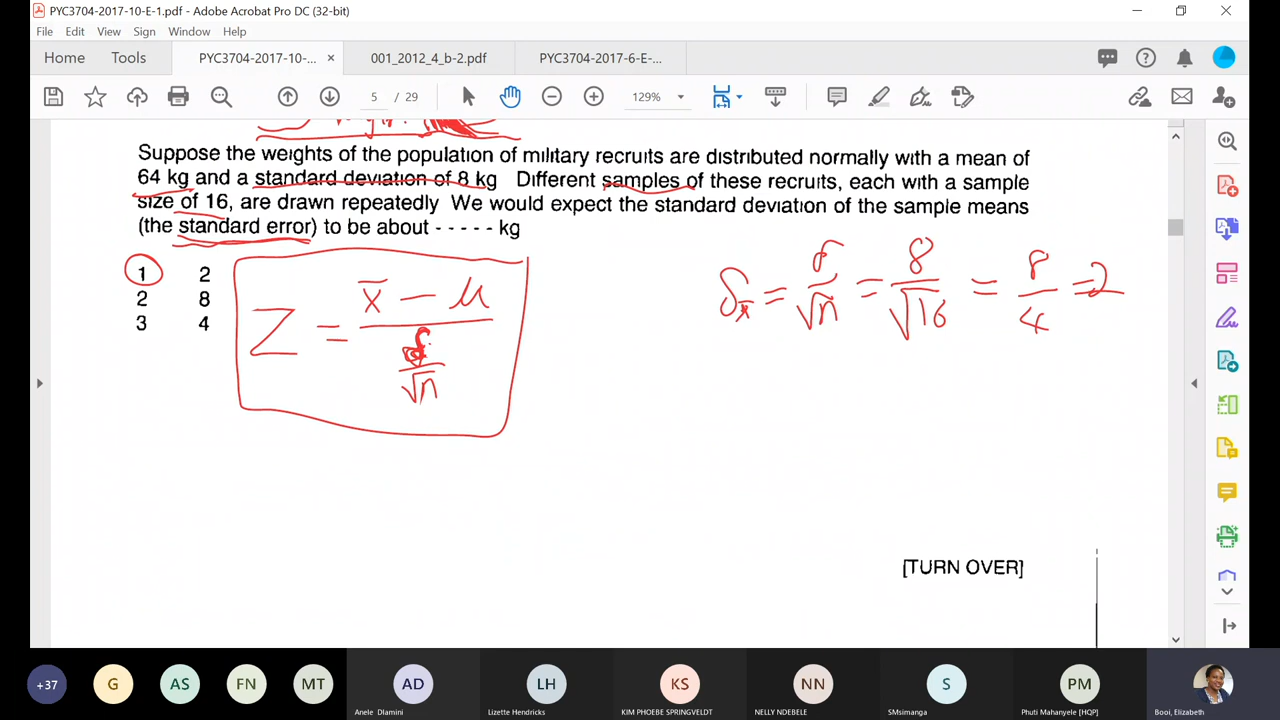 PYC3704-2017-10-E-1.pdf - Adobe Acrobat Pro DC (32-bit)
File Edit View Sign Window Help
Home Tools PYC3704-2017-10-... × 001_2012_4_b-2.pdf PYC3704-2017-6-E-...
5 / 29 129%
Suppose the weights of the population of military recruits are distributed normally with a mean of
64 kg and a standard deviation of 8 kg Different samples of these recruits, each with a sample
size of 16, are drawn repeatedly We would expect the standard deviation of the sample means
(the standard error) to be about - - - - - kg
1 2
2 8
3 4
Z = x̄ − μ / σ/√n
σx̄ = σ/√n = 8/√16 = 8/4 = 2
[TURN OVER]
+37 G AS FN MT AD LH KS NN S PM
Anele Dlamini Lizette Hendricks KIM PHOEBE SPRINGVELDT NELLY NDEBELE SMsimanga Phuti Mahanyele [HQP] Booi, Elizabeth